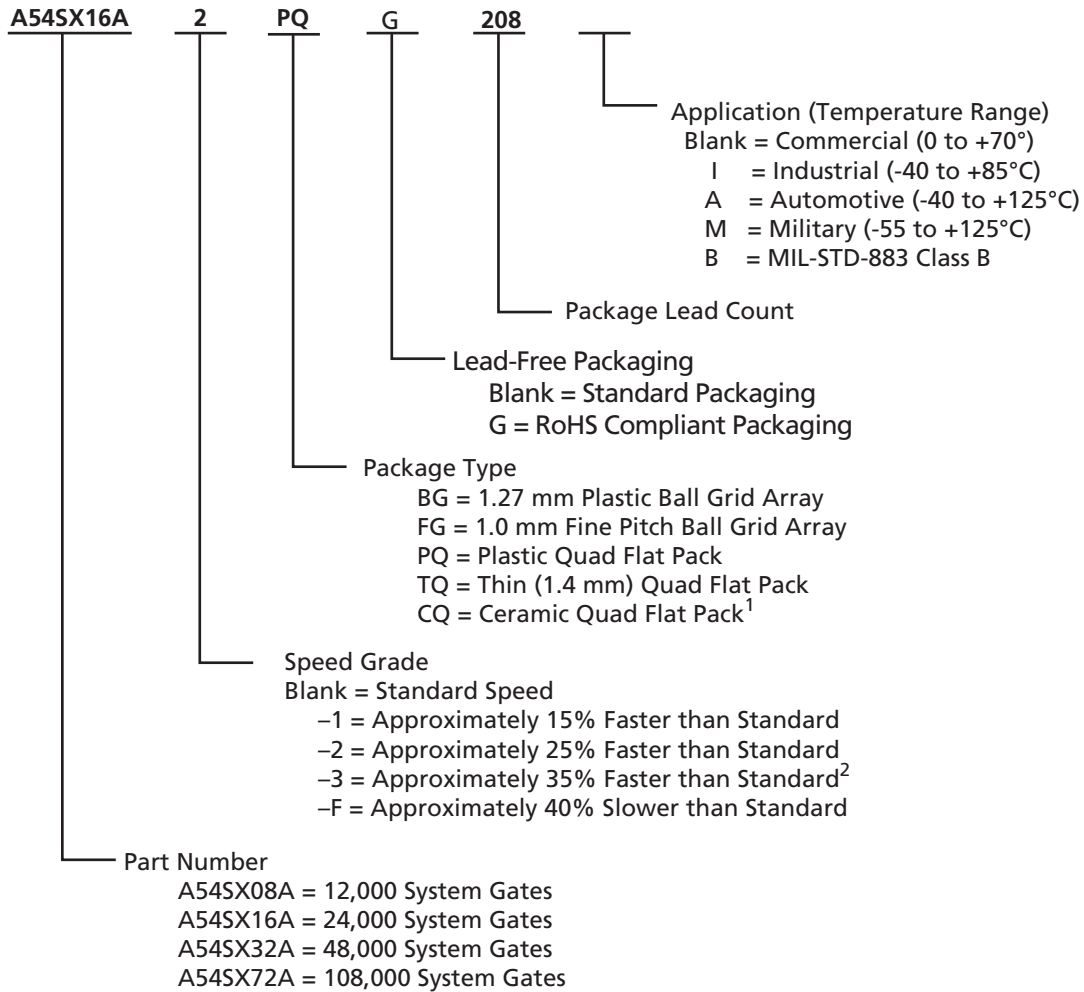 A54SX16A 2 PQ G 208
Application (Temperature Range)
Blank = Commercial (0 to +70°)
I = Industrial (-40 to +85°C)
A = Automotive (-40 to +125°C)
M = Military (-55 to +125°C)
B = MIL-STD-883 Class B
Package Lead Count
Lead-Free Packaging
Blank = Standard Packaging
G = RoHS Compliant Packaging
Package Type
BG = 1.27 mm Plastic Ball Grid Array
FG = 1.0 mm Fine Pitch Ball Grid Array
PQ = Plastic Quad Flat Pack
TQ = Thin (1.4 mm) Quad Flat Pack
CQ = Ceramic Quad Flat Pack1
Speed Grade
Blank = Standard Speed
–1 = Approximately 15% Faster than Standard
–2 = Approximately 25% Faster than Standard
–3 = Approximately 35% Faster than Standard2
–F = Approximately 40% Slower than Standard
Part Number
A54SX08A = 12,000 System Gates
A54SX16A = 24,000 System Gates
A54SX32A = 48,000 System Gates
A54SX72A = 108,000 System Gates